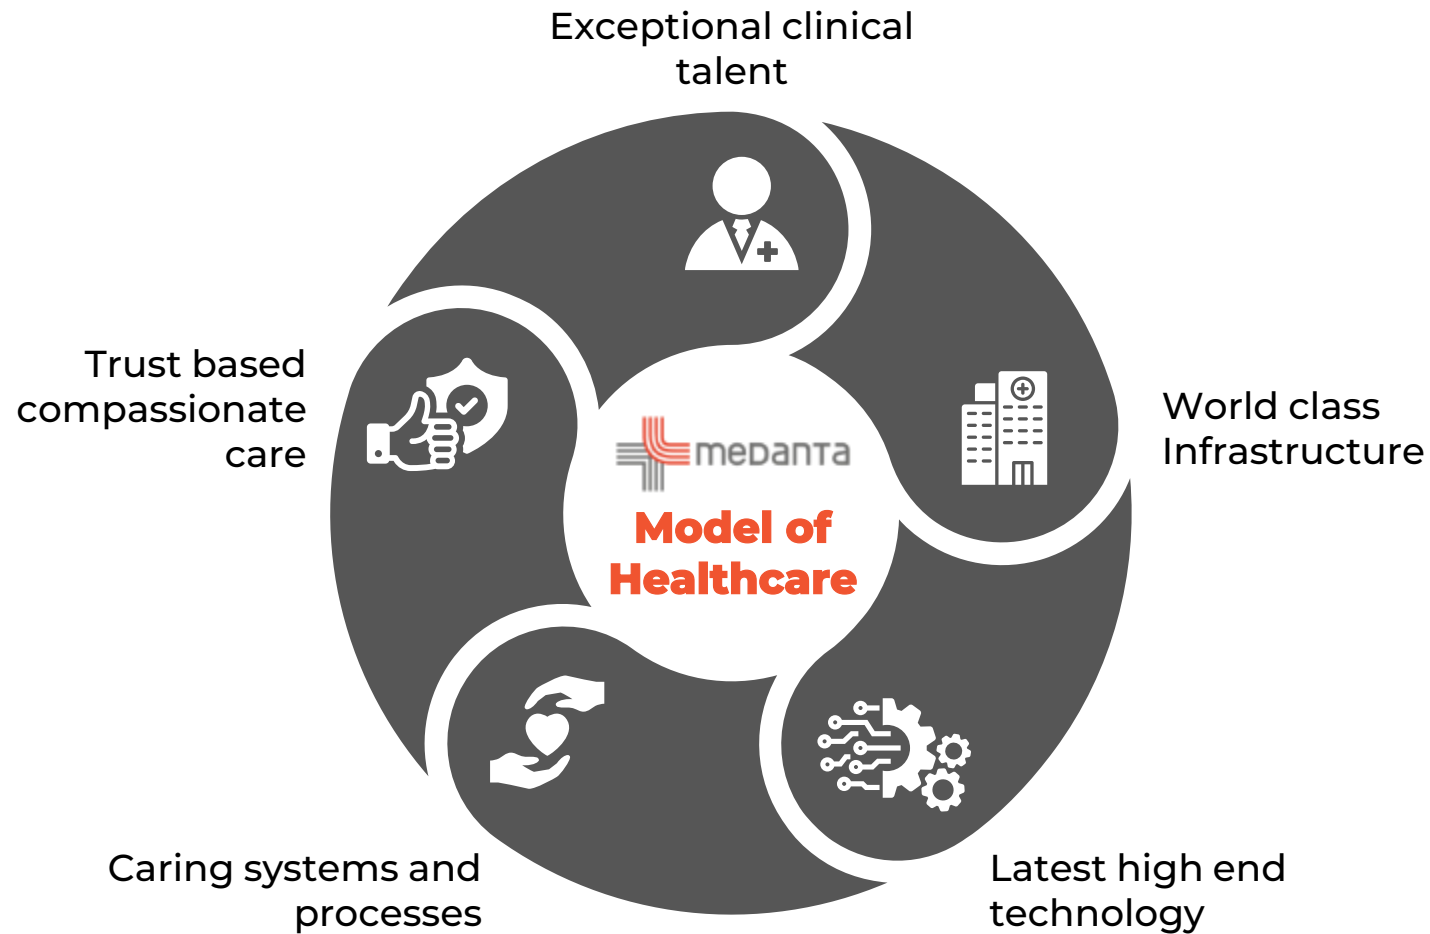 Exceptional clinical
talent
Trust based
compassionate
care
World class
Infrastructure
meDanTa
Model of
Healthcare
Caring systems and
processes
Latest high end
technology